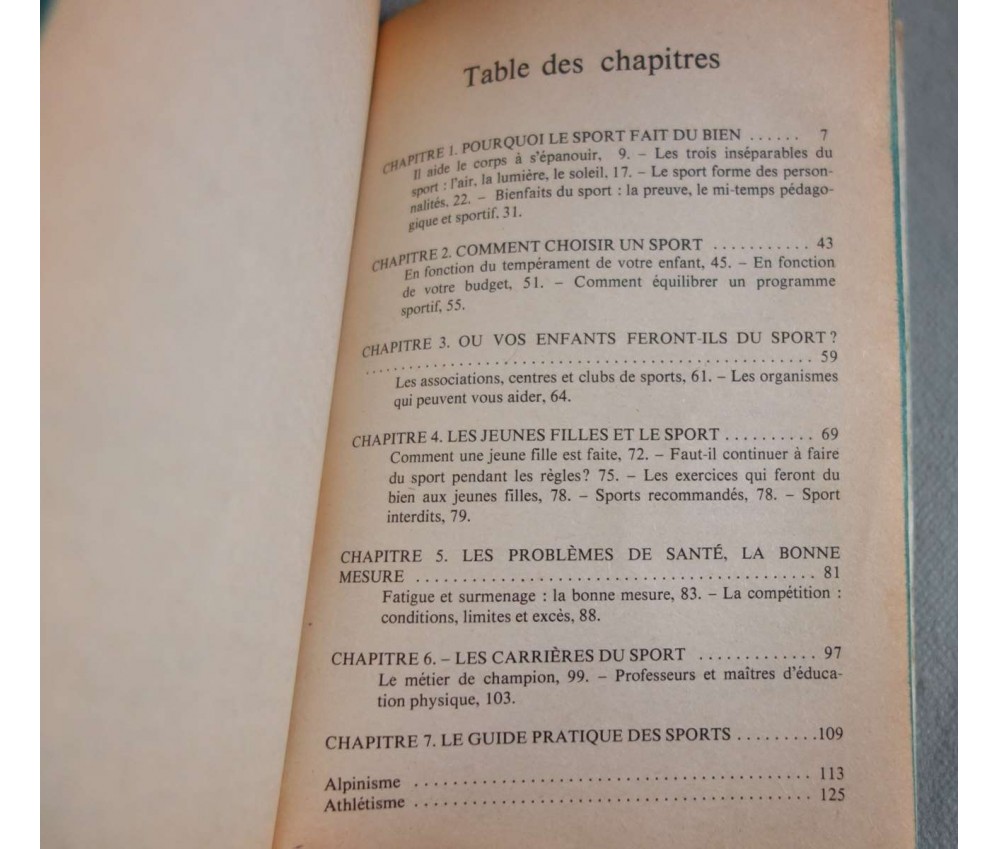 Table des chapitres
CHAPITRE 1. POURQUOI LE SPORT FAIT DU BIEN ...... 7
Il aide le corps à s'épanouir, 9. – Les trois inséparables du
sport : l'air, la lumière, le soleil, 17. – Le sport forme des person-
nalités, 22. – Bienfaits du sport : la preuve, le mi-temps pédago-
gique et sportif, 31.
CHAPITRE 2. COMMENT CHOISIR UN SPORT .......... 43
En fonction du tempérament de votre enfant, 45. – En fonction
de votre budget, 51. – Comment équilibrer un programme
sportif, 55.
CHAPITRE 3. OU VOS ENFANTS FERONT-ILS DU SPORT ?
.................................................. 59
Les associations, centres et clubs de sports, 61. – Les organismes
qui peuvent vous aider, 64.
CHAPITRE 4. LES JEUNES FILLES ET LE SPORT .......... 69
Comment une jeune fille est faite, 72. – Faut-il continuer à faire
du sport pendant les règles? 75. – Les exercices qui feront du
bien aux jeunes filles, 78. – Sports recommandés, 78. – Sport
interdits, 79.
CHAPITRE 5. LES PROBLÈMES DE SANTÉ, LA BONNE
MESURE ............................................ 81
Fatigue et surmenage : la bonne mesure, 83. – La compétition :
conditions, limites et excès, 88.
CHAPITRE 6. – LES CARRIÈRES DU SPORT ............. 97
Le métier de champion, 99. – Professeurs et maîtres d'éduca-
tion physique, 103.
CHAPITRE 7. LE GUIDE PRATIQUE DES SPORTS .........109
Alpinisme ............................................ 113
Athlétisme ............................................ 125